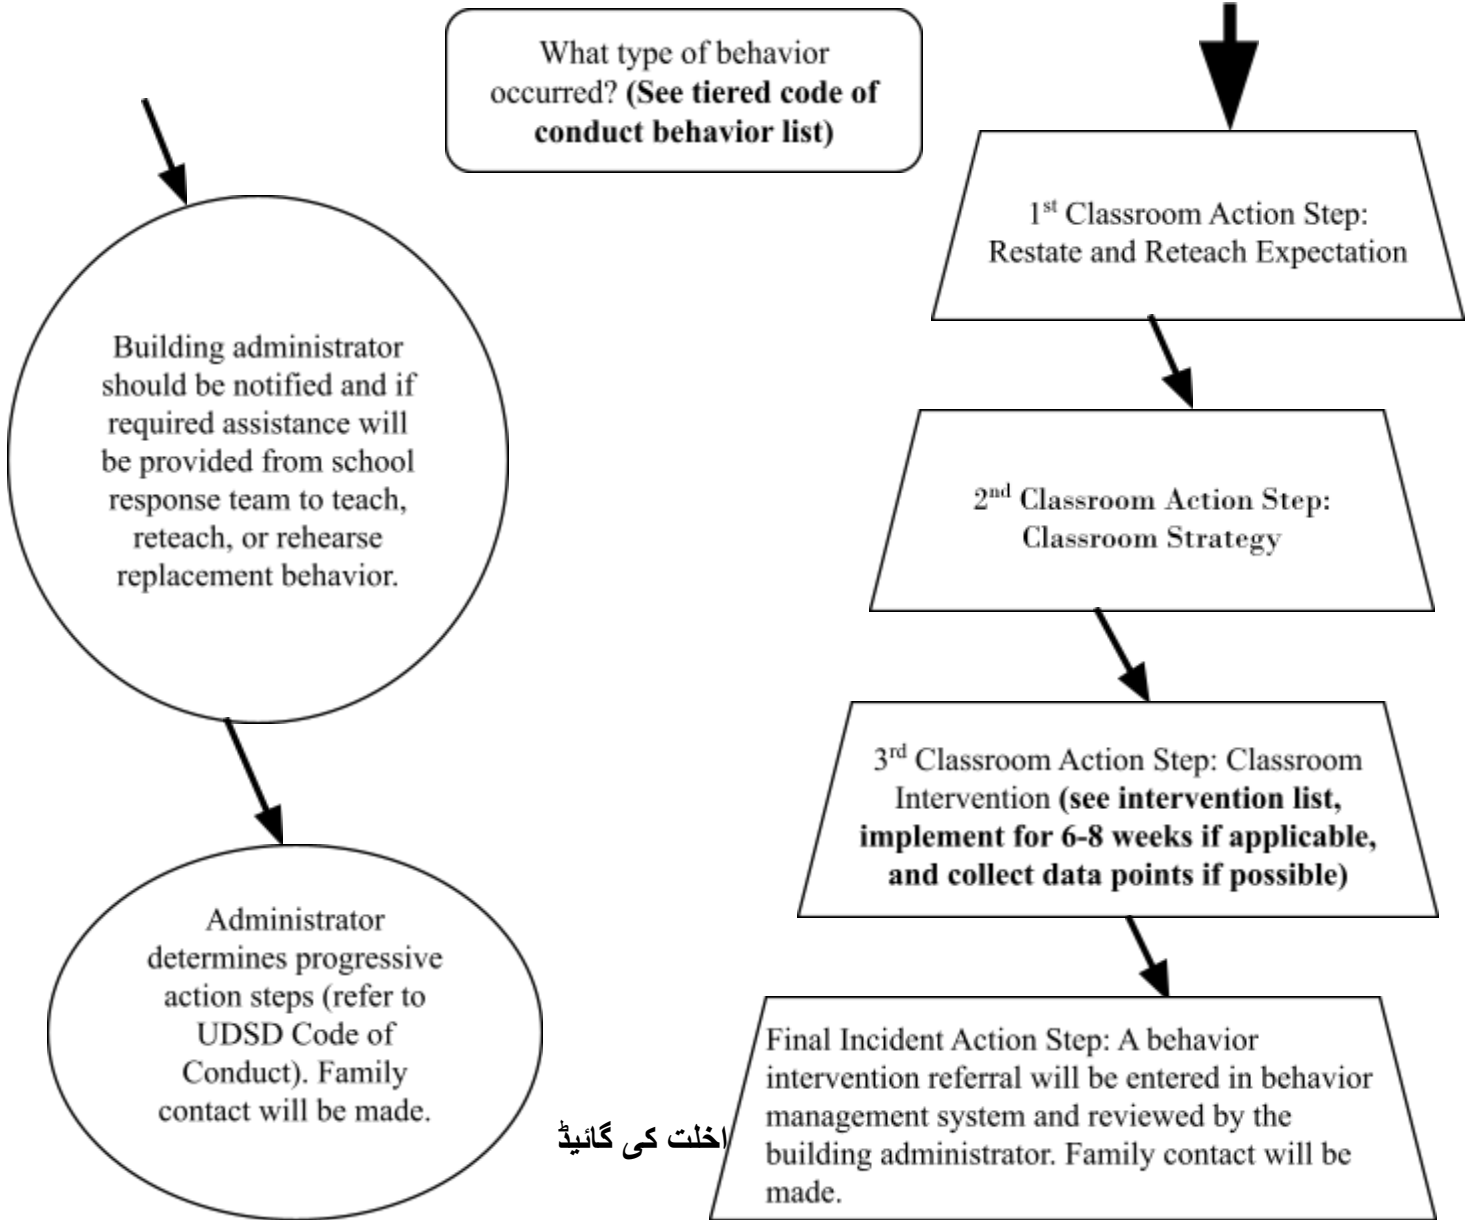 What type of behavior
occurred? (See tiered code of
conduct behavior list)
Building administrator
should be notified and if
required assistance will
be provided from school
response team to teach,
reteach, or rehearse
replacement behavior.
Administrator
determines progressive
action steps (refer to
UDSD Code of
Conduct). Family
contact will be made.
1st Classroom Action Step:
Restate and Reteach Expectation
2nd Classroom Action Step:
Classroom Strategy
3rd Classroom Action Step: Classroom
Intervention (see intervention list,
implement for 6-8 weeks if applicable,
and collect data points if possible)
Final Incident Action Step: A behavior
intervention referral will be entered in behavior
management system and reviewed by the
building administrator. Family contact will be
made.
اخلت کی گائیڈ